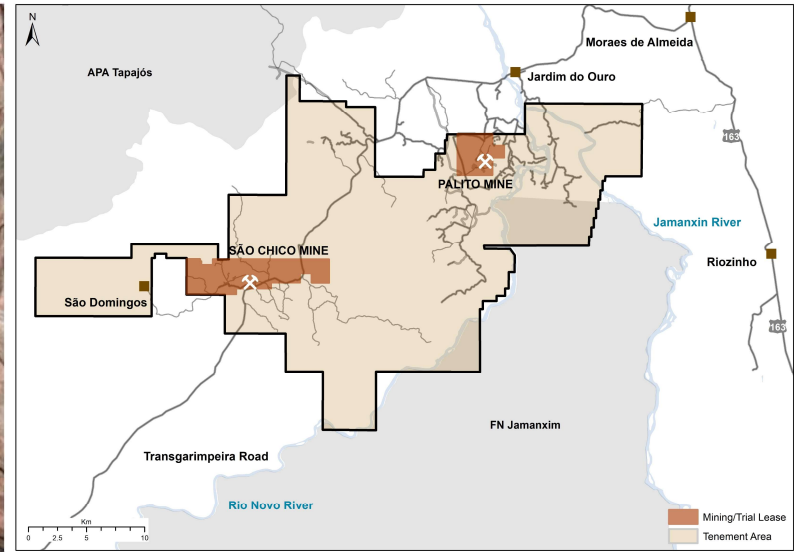 N
APA Tapajós
Moraes de Almeida
Jardim do Ouro
163
PALITO MINE
Jamanxin River
SÃO CHICO MINE
Riozinho
São Domingos
163
FN Jamanxim
Transgarimpeira Road
Rio Novo River
Km
0 2.5 5 10
Mining/Trial Lease
Tenement Area